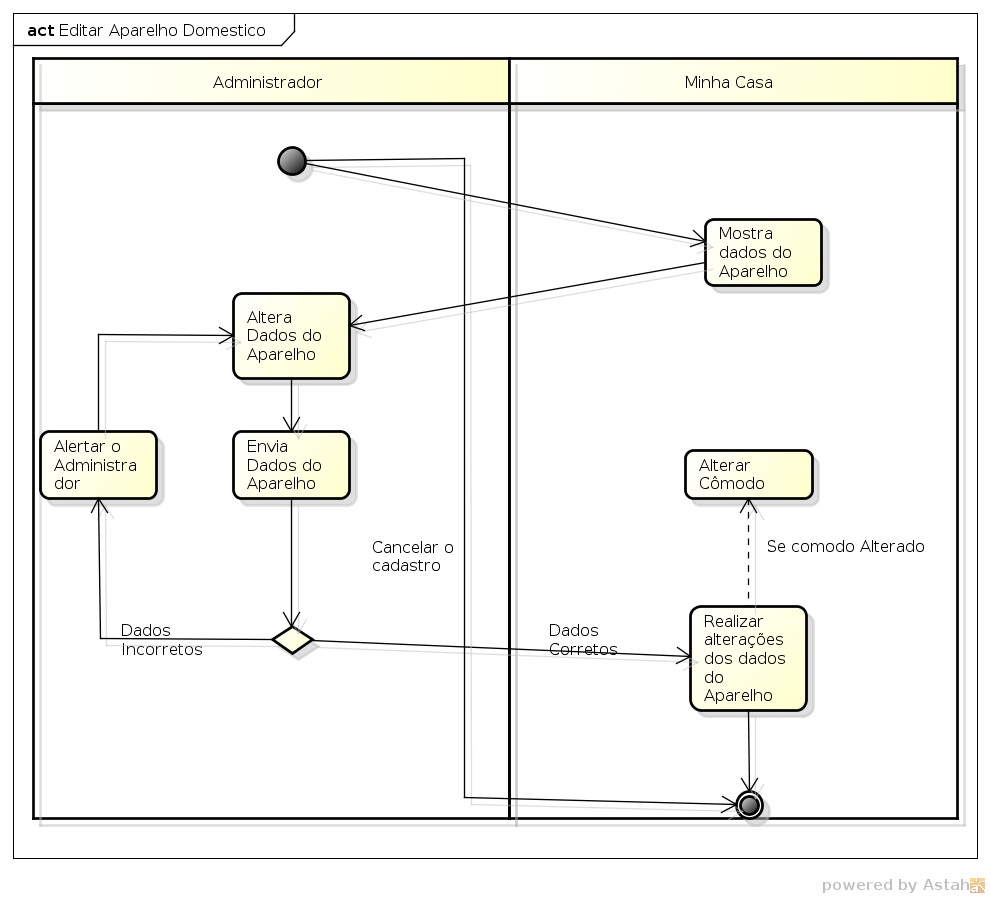 act Editar Aparelho Domestico
Administrador
Minha Casa
Mostra
dados do
Aparelho
Altera
Dados do
Aparelho
Alertar o
Administra
dor
Envia
Dados do
Aparelho
Alterar
Cômodo
Cancelar o
cadastro
Se comodo Alterado
Dados
Incorretos
Dados
Corretos
Realizar
alterações
dos dados
do
Aparelho
powered by Astah